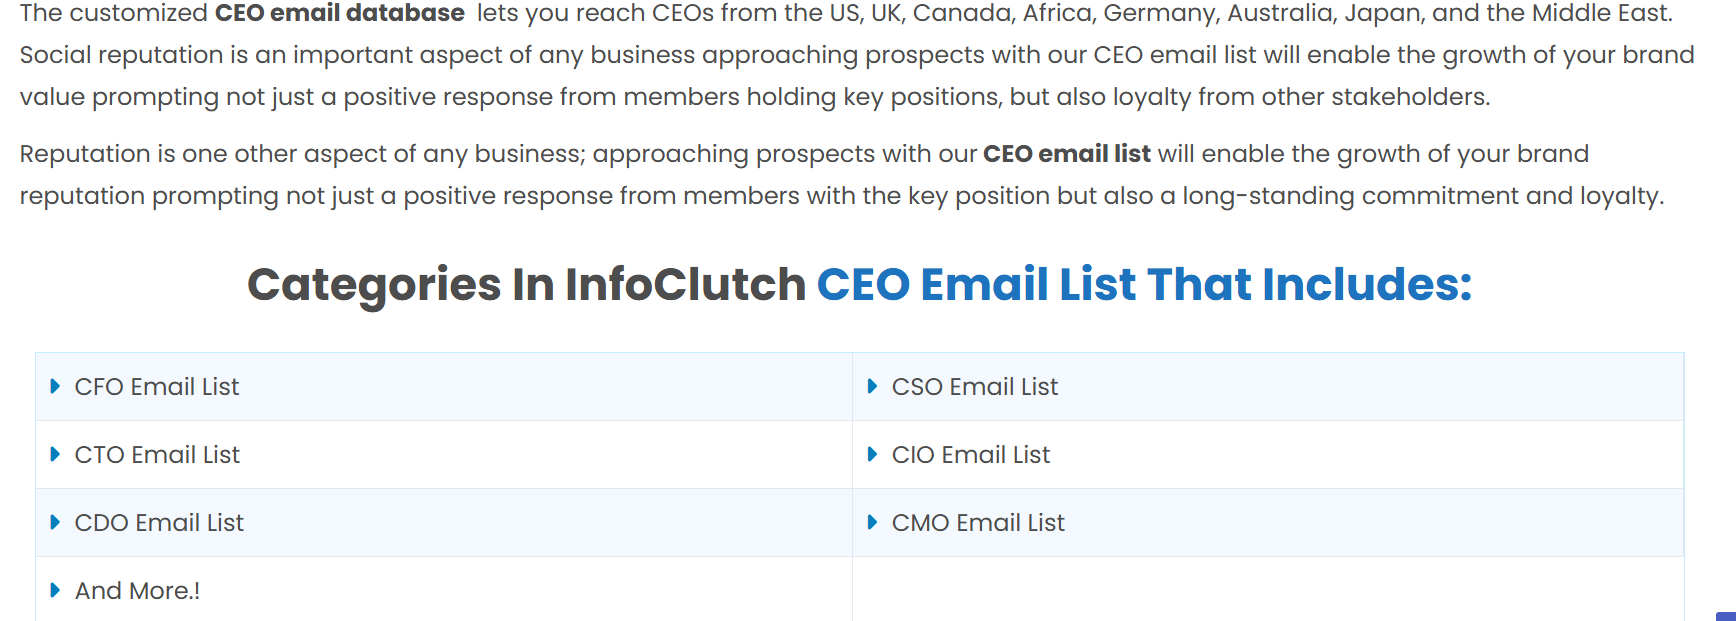 The customized CEO email database lets you reach CEOs from the US, UK, Canada, Africa, Germany, Australia, Japan, and the Middle East.
Social reputation is an important aspect of any business approaching prospects with our CEO email list will enable the growth of your brand
value prompting not just a positive response from members holding key positions, but also loyalty from other stakeholders.
Reputation is one other aspect of any business; approaching prospects with our CEO email list will enable the growth of your brand
reputation prompting not just a positive response from members with the key position but also a long-standing commitment and loyalty.
Categories In InfoClutch CEO Email List That Includes:
CFO Email List
CSO Email List
CTO Email List
CIO Email List
CDO Email List
CMO Email List
And More.!